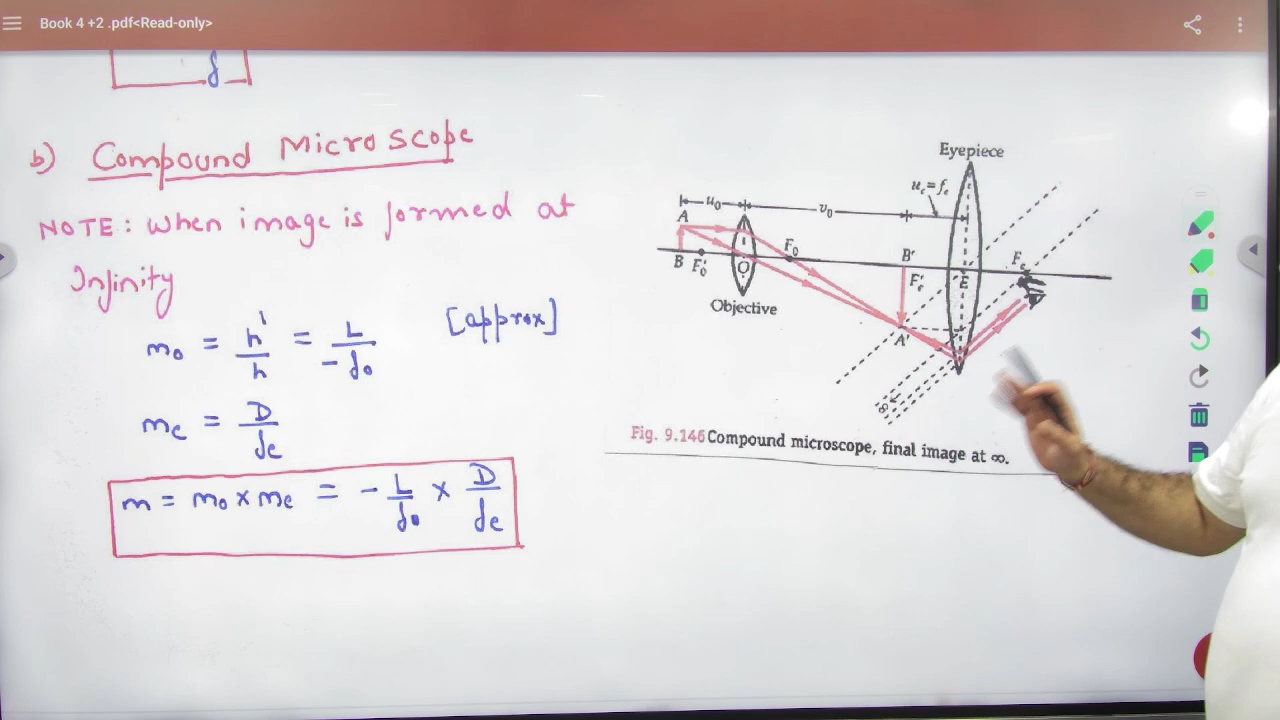 Book 4 +2 .pdf<Read-only>
f
b) Compound Microscope
NOTE: when image is formed at
Infinity
m₀ = h'/h = L/-f₀ [approx]
mₑ = D/fₑ
m = m₀ × mₑ = - L/f₀ × D/fₑ
Eyepiece
uₑ=fₑ
u₀ v₀
A
B F₀' O F₀ B' Fₑ' E Fₑ
Objective
A'
∞
Fig. 9.146 Compound microscope, final image at ∞.